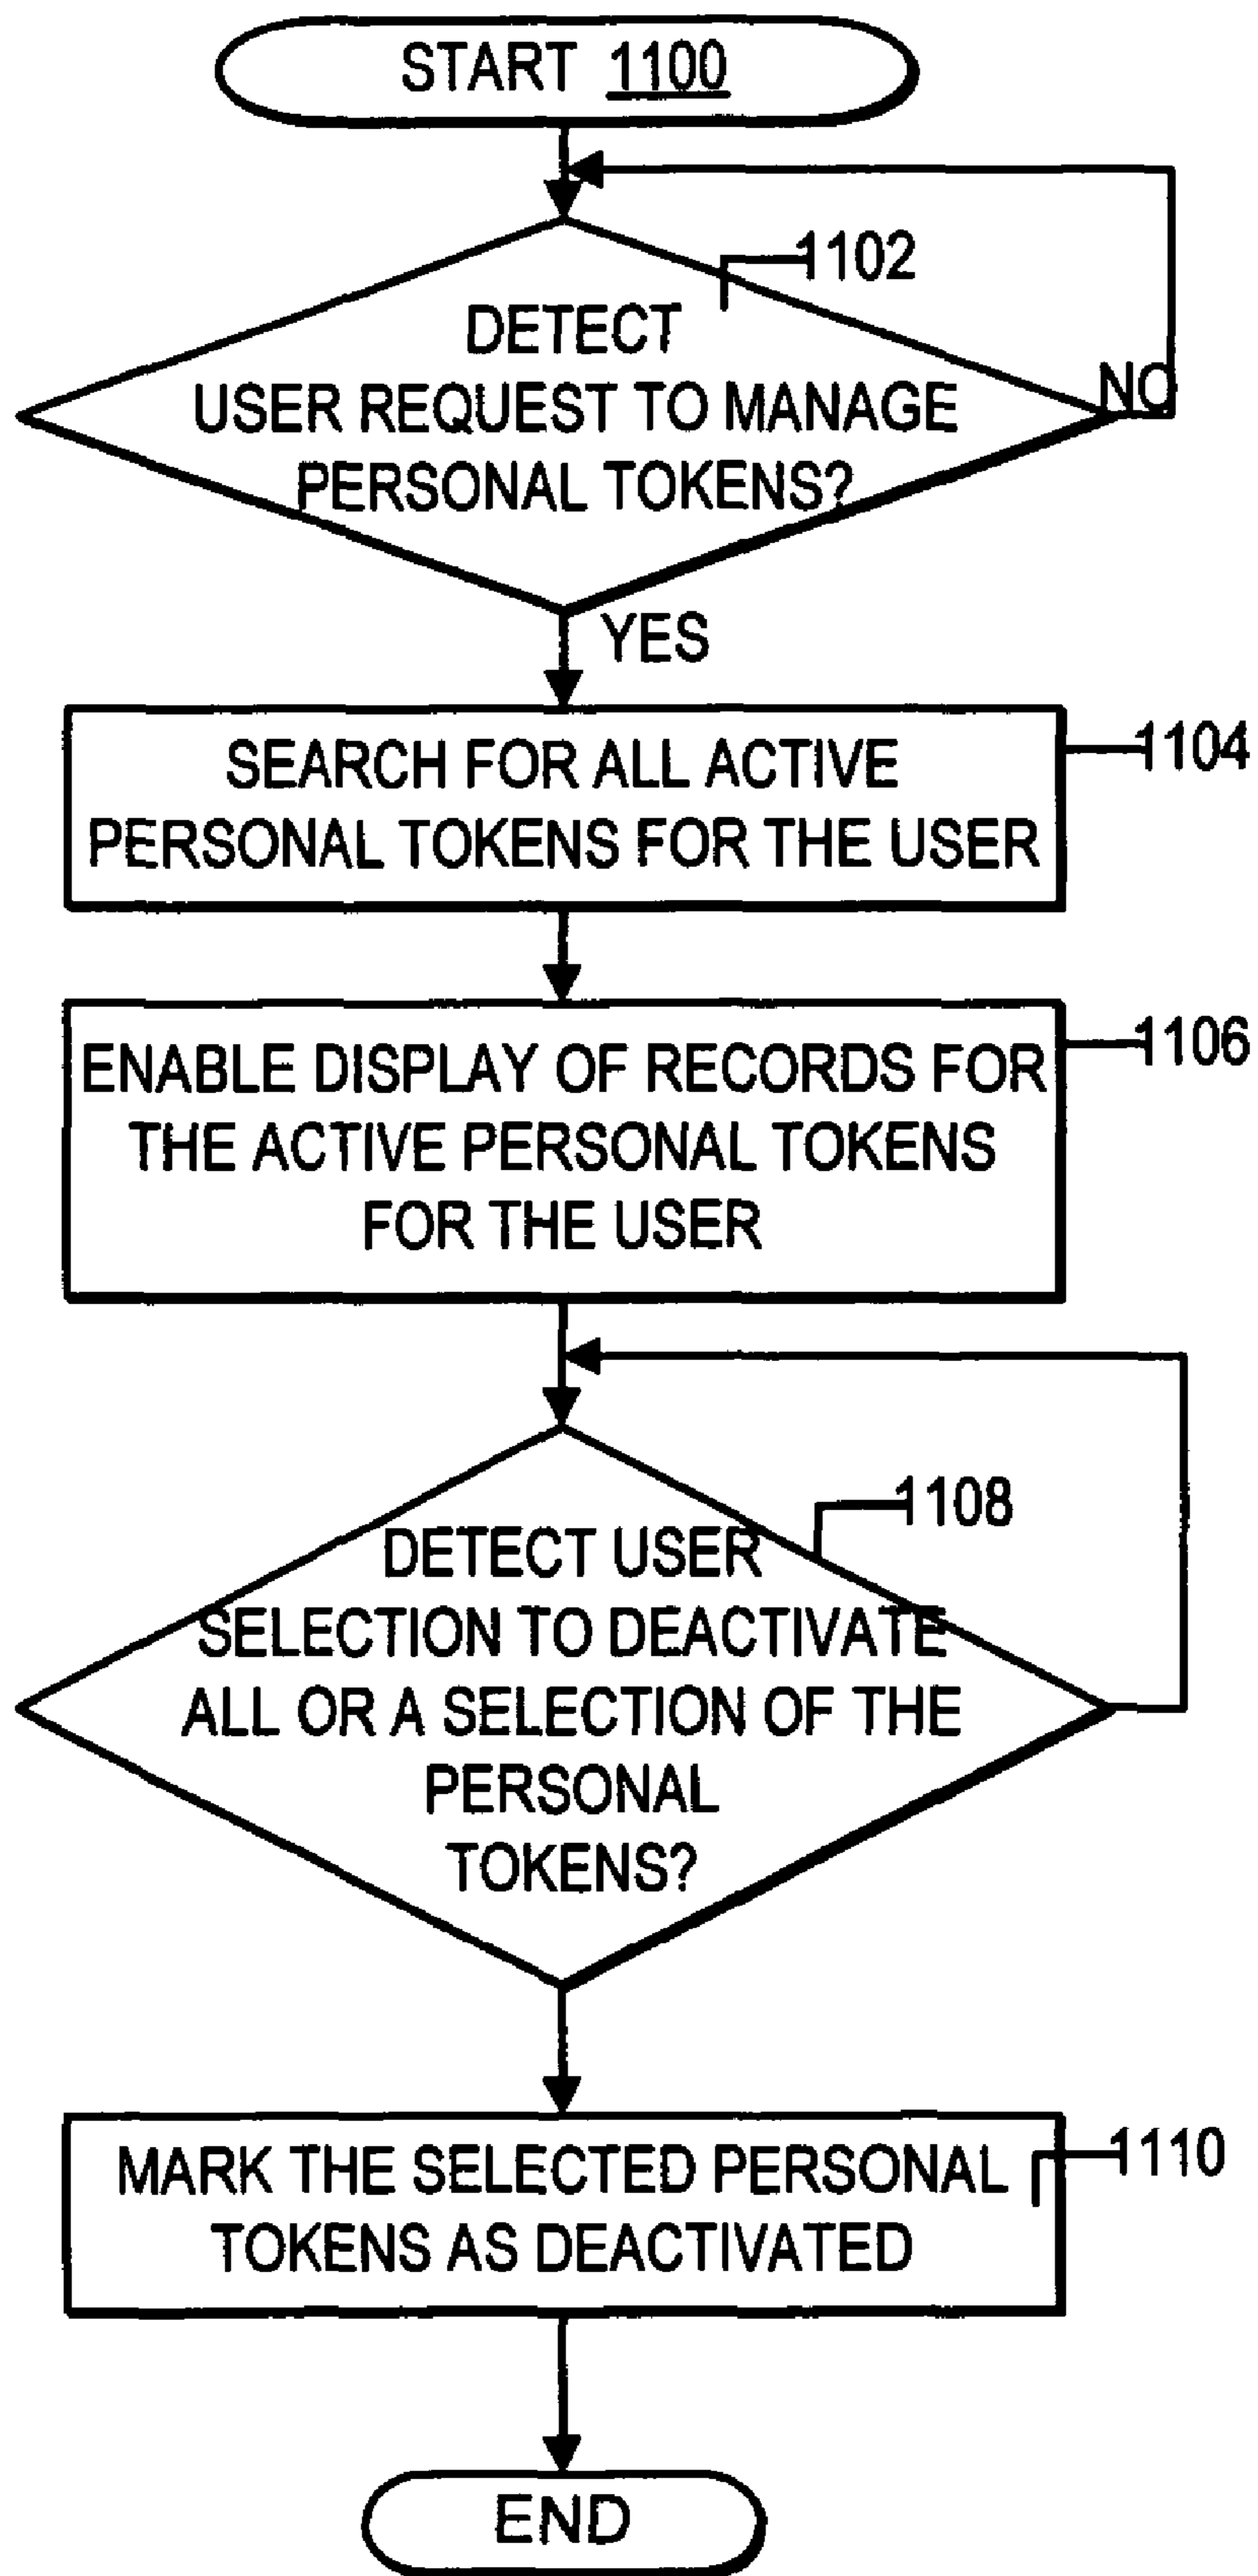 START 1100
1102
DETECT
USER REQUEST TO MANAGE
PERSONAL TOKENS?
NO
YES
SEARCH FOR ALL ACTIVE
PERSONAL TOKENS FOR THE USER
1104
ENABLE DISPLAY OF RECORDS FOR
THE ACTIVE PERSONAL TOKENS
FOR THE USER
1106
1108
DETECT USER
SELECTION TO DEACTIVATE
ALL OR A SELECTION OF THE
PERSONAL
TOKENS?
MARK THE SELECTED PERSONAL
TOKENS AS DEACTIVATED
1110
END